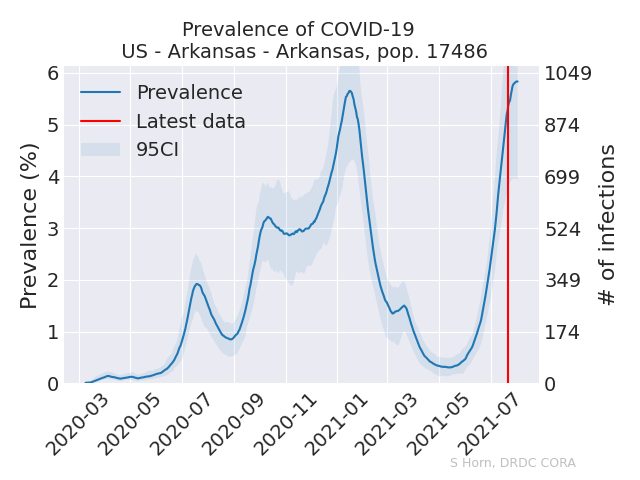 Prevalence of COVID-19
US - Arkansas - Arkansas, pop. 17486
Prevalence
Latest data
95CI
Prevalence (%)
6
5
4
3
2
1
0
1049
874
699
524
349
174
0
# of infections
2020-03
2020-05
2020-07
2020-09
2020-11
2021-01
2021-03
2021-05
2021-07
S Horn, DRDC CORA